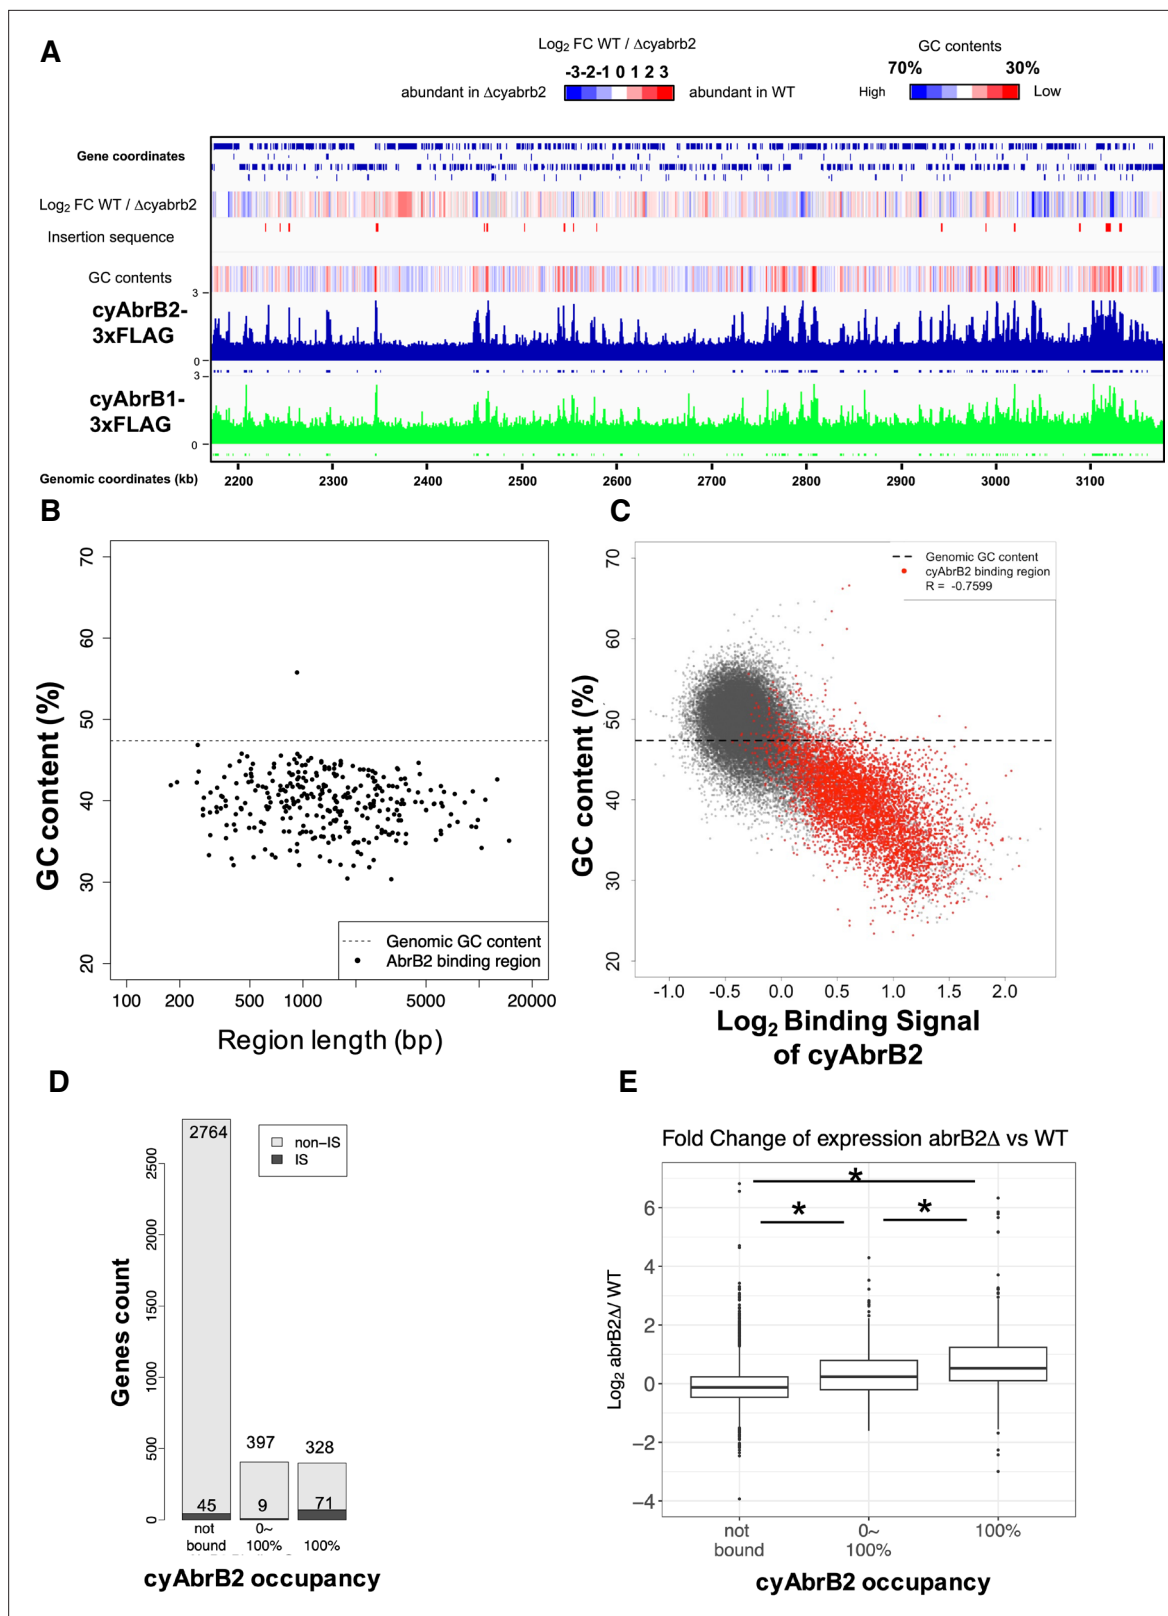 A
Log2 FC WT / Δcyabrb2
-3-2-1 0 1 2 3
abundant in Δcyabrb2
abundant in WT
GC contents
70%
30%
High
Low
Gene coordinates
Log2 FC WT / Δcyabrb2
Insertion sequence
GC contents
3
cyAbrB2-
3xFLAG
0
3
cyAbrB1-
3xFLAG
0
Genomic coordinates (kb)
2200 2300 2400 2500 2600 2700 2800 2900 3000 3100
B
GC content (%)
70
60
50
40
30
20
Genomic GC content
AbrB2 binding region
100 200 500 1000 5000 20000
Region length (bp)
C
GC content (%)
70
60
50
40
30
20
Genomic GC content
cyAbrB2 binding region
R = -0.7599
-1.0 -0.5 0.0 0.5 1.0 1.5 2.0
Log2 Binding Signal
of cyAbrB2
D
Genes count
2500
2000
1500
1000
500
0
non-IS
IS
2764
397
328
45
9
71
not
bound
0~
100%
100%
cyAbrB2 occupancy
E
Fold Change of expression abrB2Δ vs WT
Log2 abrB2Δ/ WT
6
4
2
0
−2
−4
*
*
*
not
bound
0~
100%
100%
cyAbrB2 occupancy